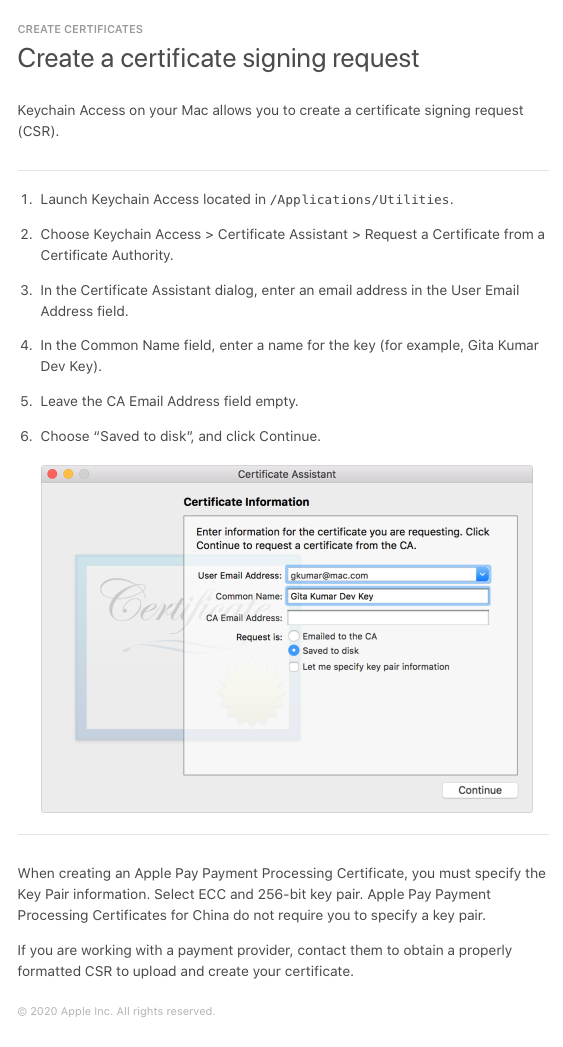 CREATE CERTIFICATES
Create a certificate signing request
Keychain Access on your Mac allows you to create a certificate signing request
(CSR).
1. Launch Keychain Access located in /Applications/Utilities.
2. Choose Keychain Access > Certificate Assistant > Request a Certificate from a
Certificate Authority.
3. In the Certificate Assistant dialog, enter an email address in the User Email
Address field.
4. In the Common Name field, enter a name for the key (for example, Gita Kumar
Dev Key).
5. Leave the CA Email Address field empty.
6. Choose “Saved to disk”, and click Continue.
Certificate Assistant
Certificate Information
Enter information for the certificate you are requesting. Click
Continue to request a certificate from the CA.
User Email Address: gkumar@mac.com
Common Name: Gita Kumar Dev Key
Certificate
CA Email Address:
Request is: Emailed to the CA
Saved to disk
Let me specify key pair information
Continue
When creating an Apple Pay Payment Processing Certificate, you must specify the
Key Pair information. Select ECC and 256-bit key pair. Apple Pay Payment
Processing Certificates for China do not require you to specify a key pair.
If you are working with a payment provider, contact them to obtain a properly
formatted CSR to upload and create your certificate.
© 2020 Apple Inc. All rights reserved.